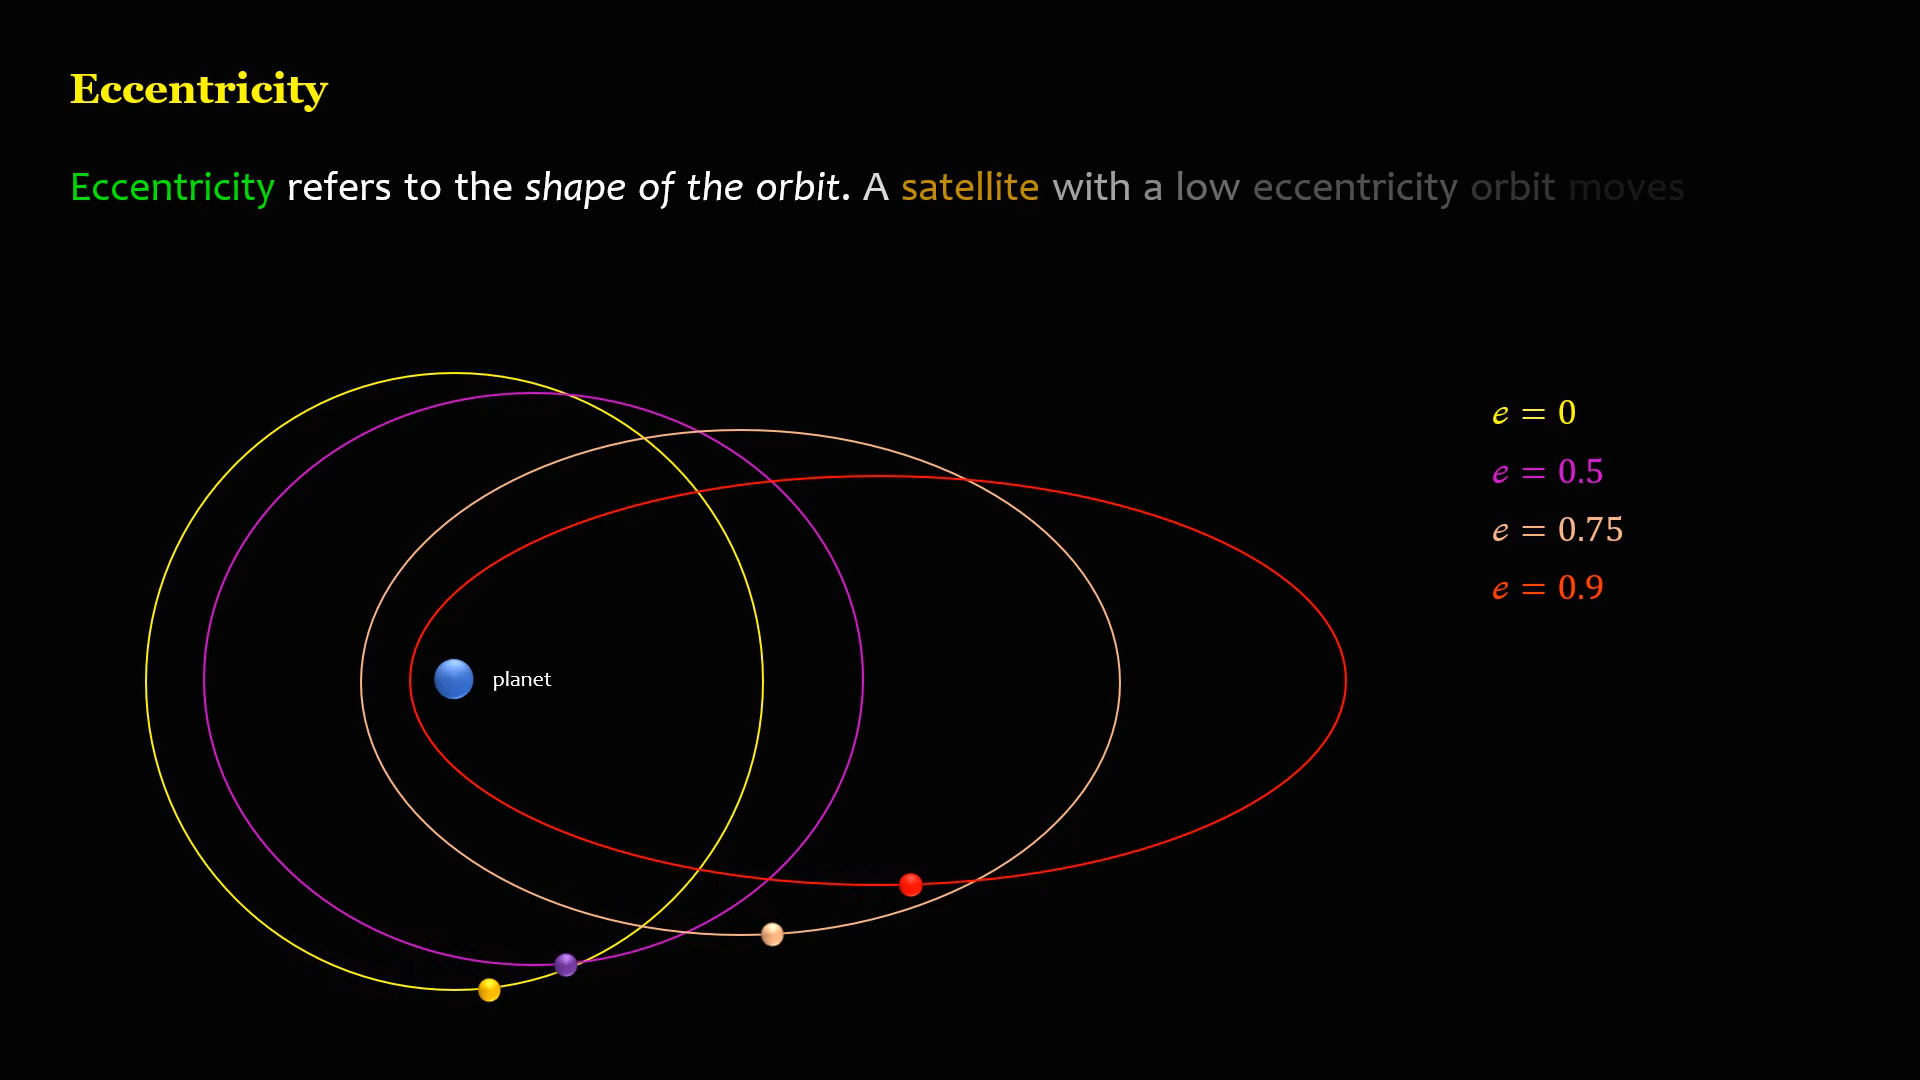 Eccentricity
Eccentricity refers to the shape of the orbit. A satellite with a low eccentricity orbit moves
e = 0
e = 0.5
e = 0.75
e = 0.9
planet